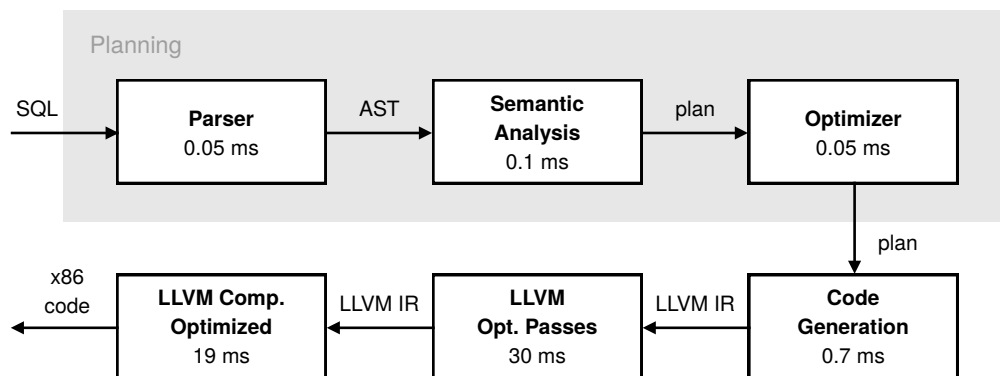 Planning
SQL
Parser
0.05 ms
AST
Semantic
Analysis
0.1 ms
plan
Optimizer
0.05 ms
plan
x86
code
LLVM Comp.
Optimized
19 ms
LLVM IR
LLVM
Opt. Passes
30 ms
LLVM IR
Code
Generation
0.7 ms